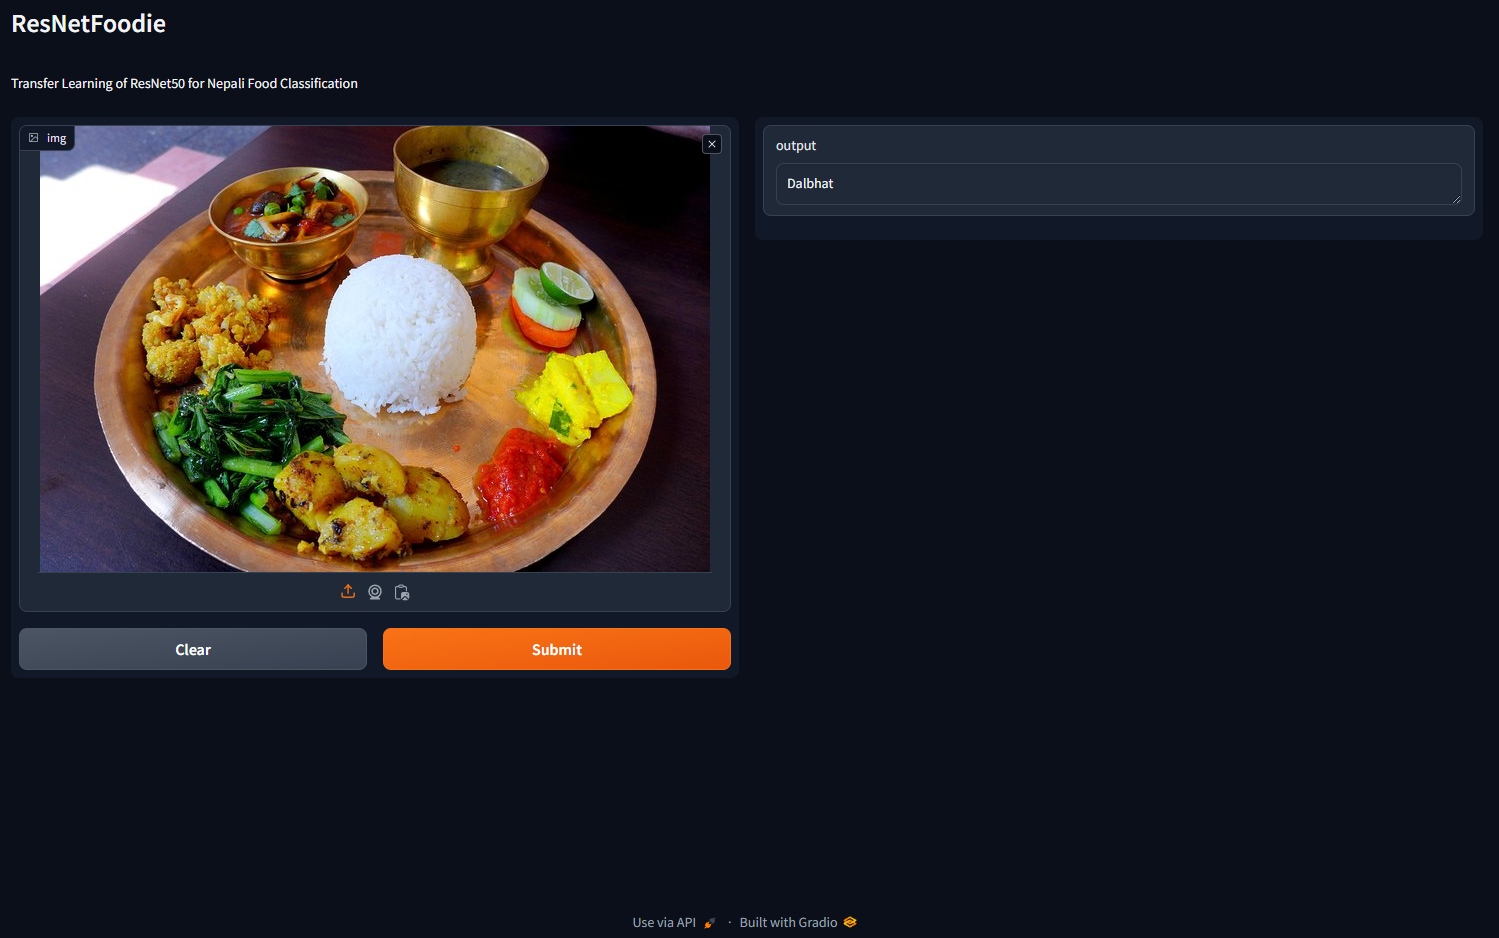 ResNetFoodie
Transfer Learning of ResNet50 for Nepali Food Classification
img
output
Dalbhat
Clear
Submit
Use via API · Built with Gradio